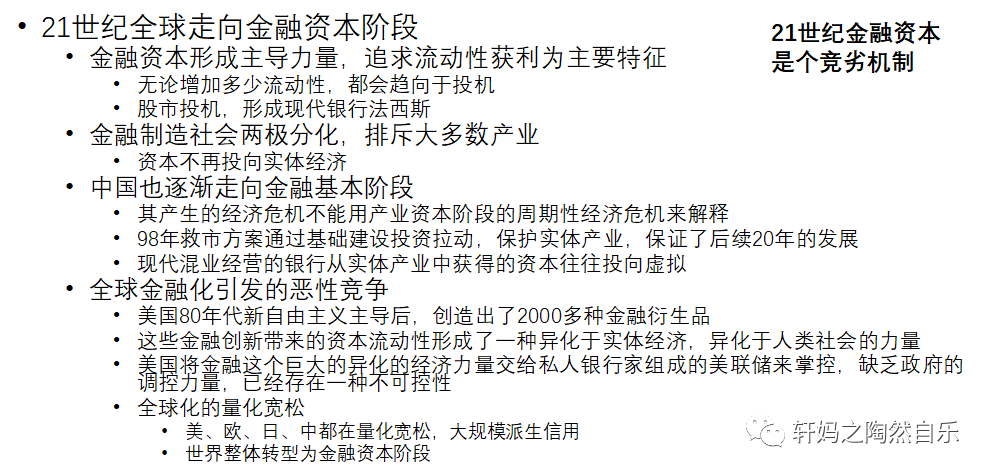 • 21世纪全球走向金融资本阶段
• 金融资本形成主导力量，追求流动性获利为主要特征
• 无论增加多少流动性，都会趋向于投机
• 股市投机，形成现代银行法西斯
• 金融制造社会两极分化，排斥大多数产业
• 资本不再投向实体经济
• 中国也逐渐走向金融基本阶段
• 其产生的经济危机不能用产业资本阶段的周期性经济危机来解释
• 98年救市方案通过基础建设投资拉动，保护实体产业，保证了后续20年的发展
• 现代混业经营的银行从实体产业中获得的资本往往投向虚拟
• 全球金融化引发的恶性竞争
• 美国80年代新自由主义主导后，创造出了2000多种金融衍生品
• 这些金融创新带来的资本流动性形成了一种异化于实体经济，异化于人类社会的力量
• 美国将金融这个巨大的异化的经济力量交给私人银行家组成的美联储来掌控，缺乏政府的
调控力量，已经存在一种不可控性
• 全球化的量化宽松
• 美、欧、日、中都在量化宽松，大规模派生信用
• 世界整体转型为金融资本阶段
21世纪金融资本
是个竞劣机制
轩妈之陶然自乐